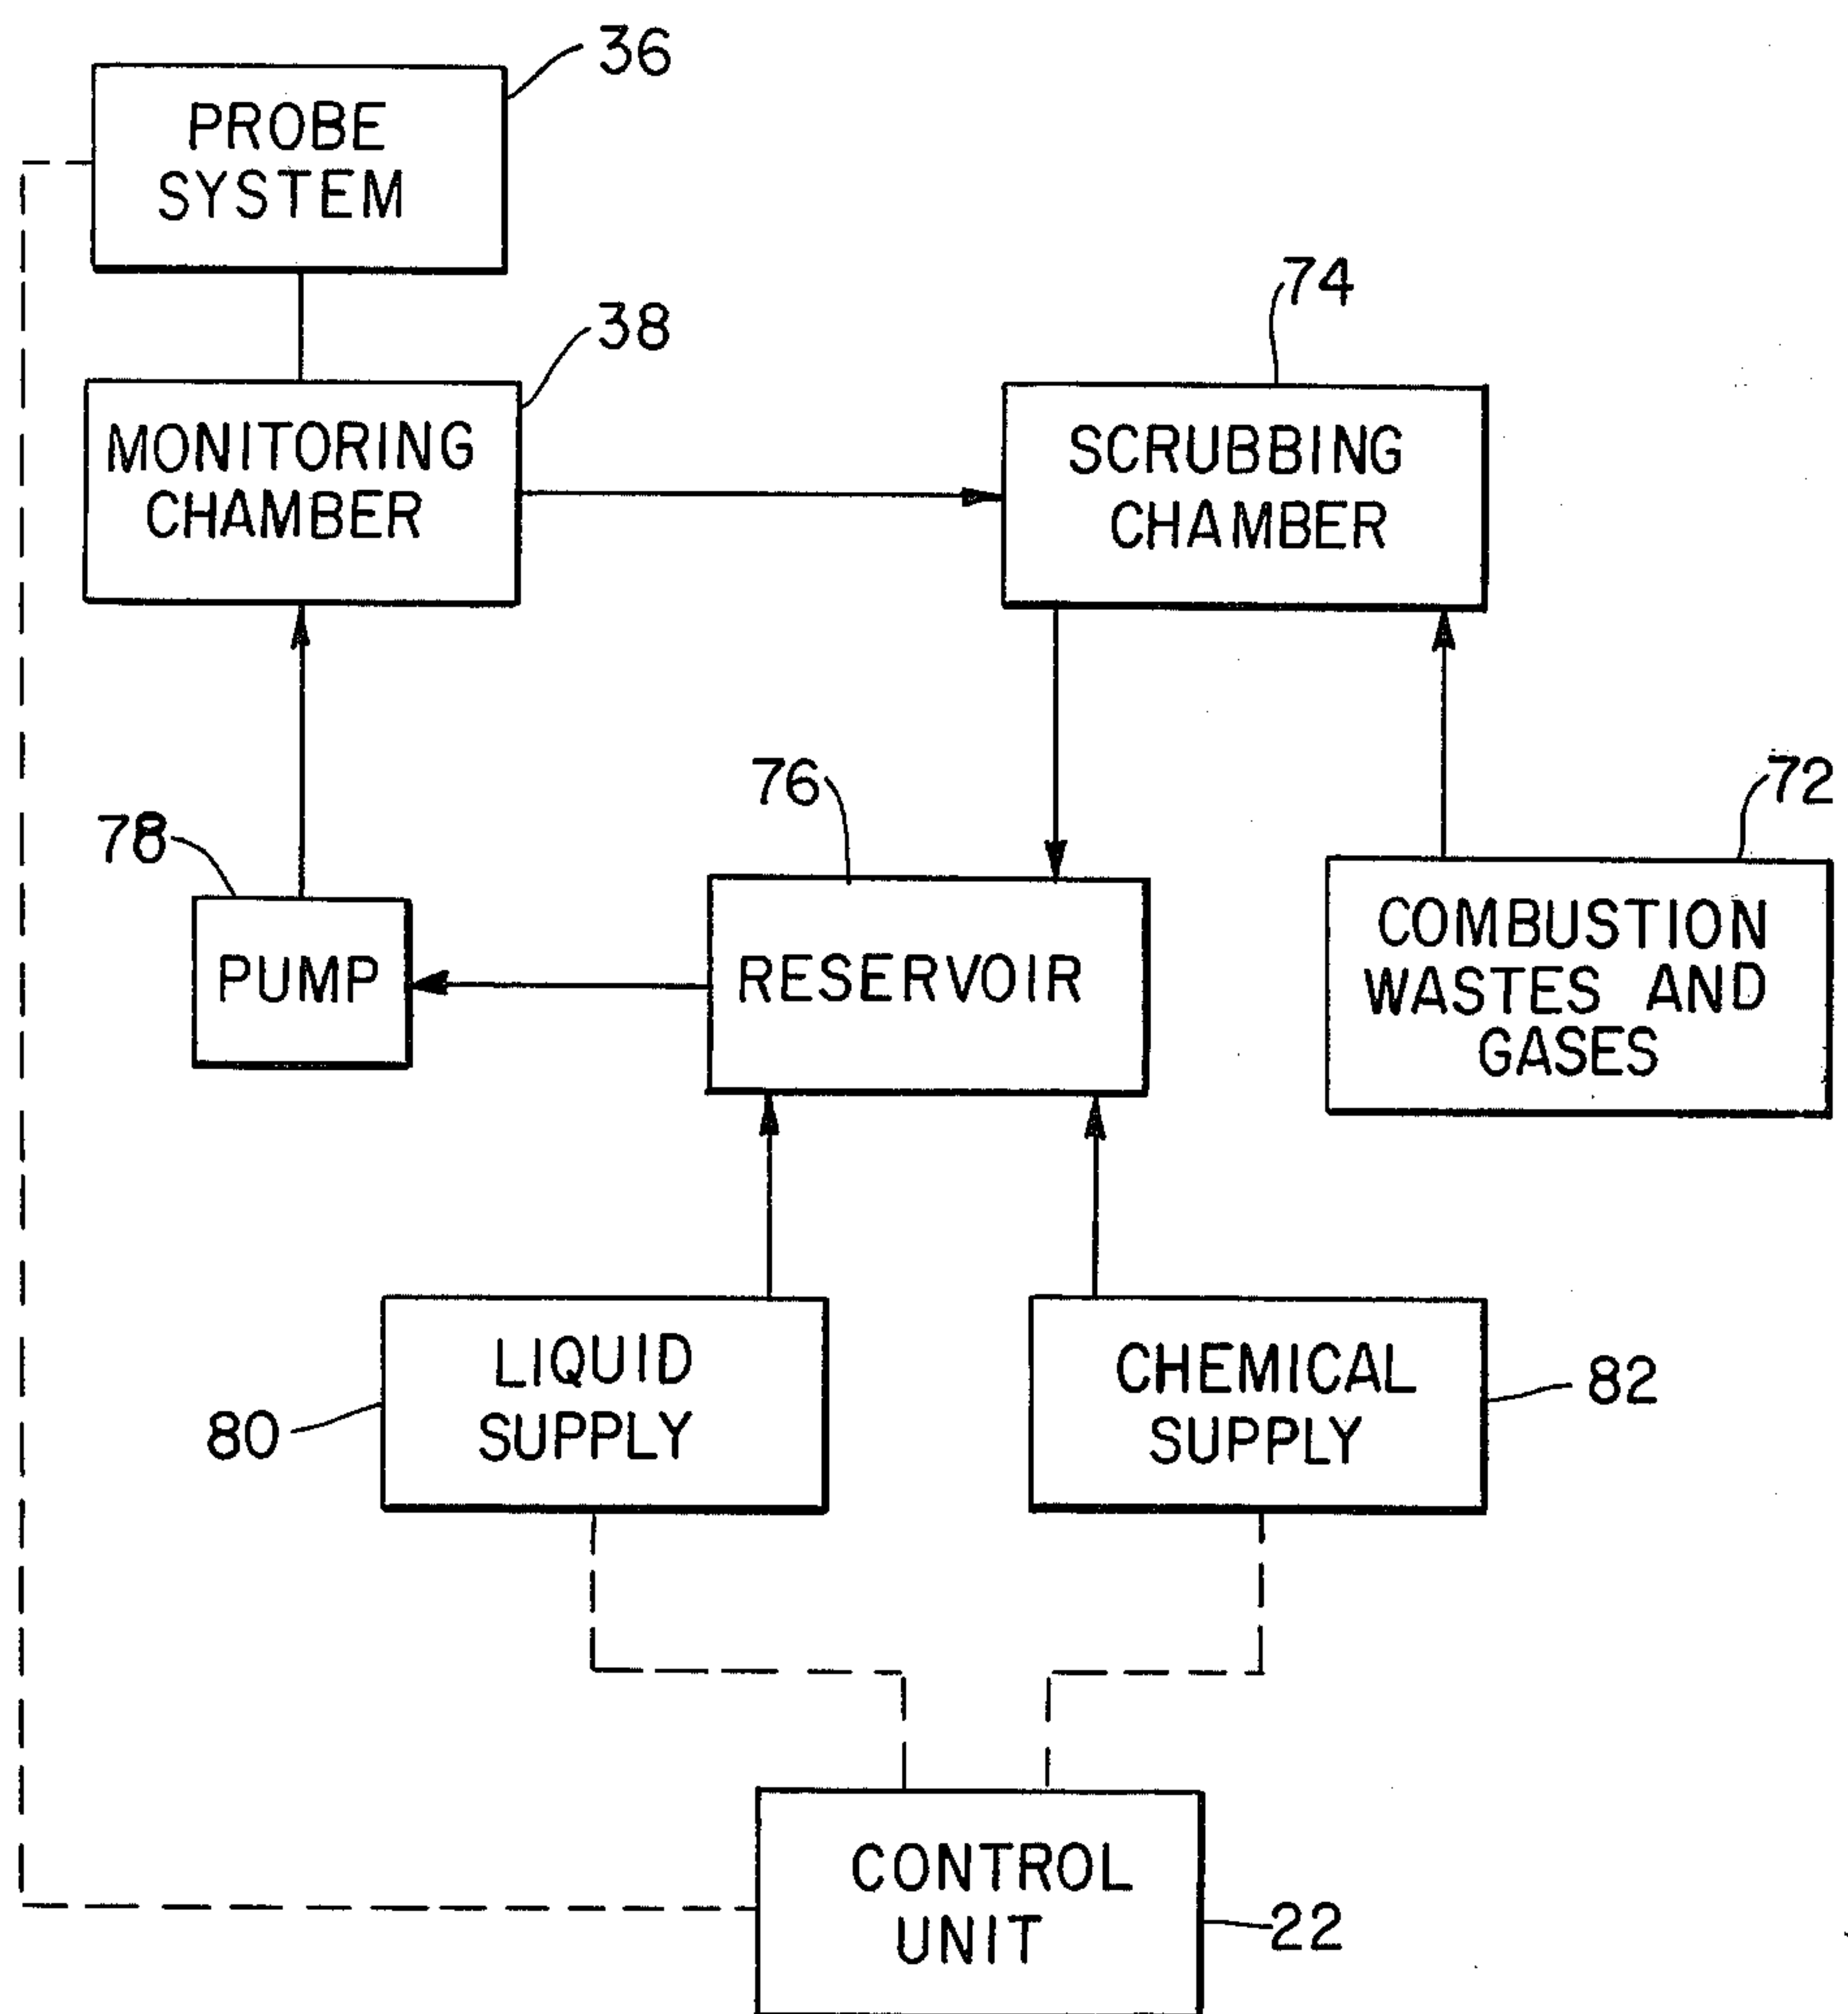 36
PROBE
SYSTEM
38
MONITORING
CHAMBER
74
SCRUBBING
CHAMBER
76
72
78
PUMP
RESERVOIR
COMBUSTION
WASTES AND
GASES
LIQUID
SUPPLY
80
CHEMICAL
SUPPLY
82
CONTROL
UNIT
22